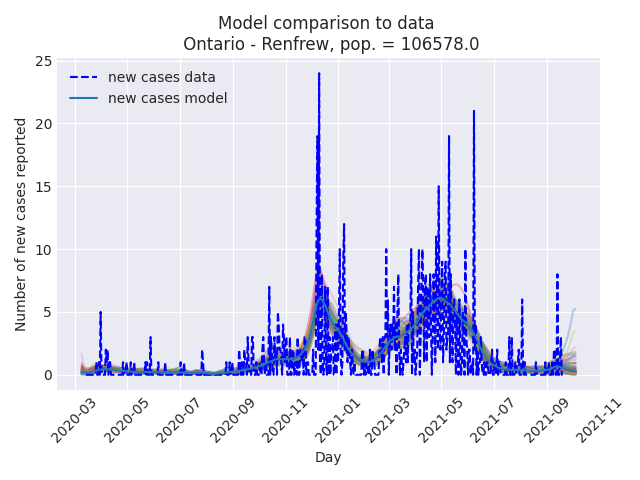 Model comparison to data
Ontario - Renfrew, pop. = 106578.0
25
20
15
10
5
0
Number of new cases reported
new cases data
new cases model
2020-03
2020-05
2020-07
2020-09
2020-11
2021-01
2021-03
2021-05
2021-07
2021-09
2021-11
Day